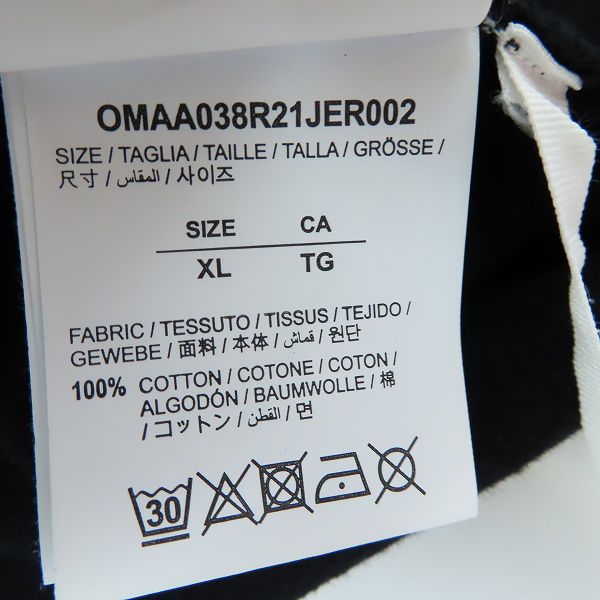 OMAA038R21JER002
SIZE / TAGLIA / TAILLE / TALLA / GRÖSSE /
尺寸 / المقاس / 사이즈
SIZE CA
XL TG
FABRIC / TESSUTO / TISSUS / TEJIDO /
GEWEBE / 面料 / 本体 / قماش / 원단
100% COTTON / COTONE / COTON /
ALGODÓN / BAUMWOLLE / 棉
/ コットン / القطن / 면
30